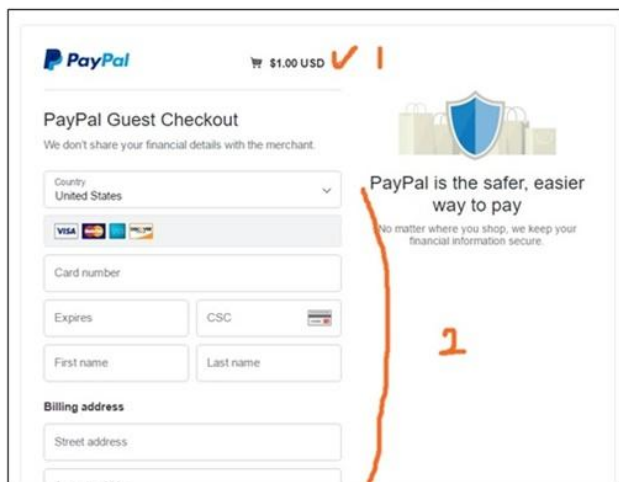 PayPal
$1.00 USD 1
PayPal Guest Checkout
We don't share your financial details with the merchant.
Country
United States
VISA
Card number
Expires
CSC
First name
Last name
Billing address
Street address
PayPal is the safer, easier
way to pay
No matter where you shop, we keep your
financial information secure.
2